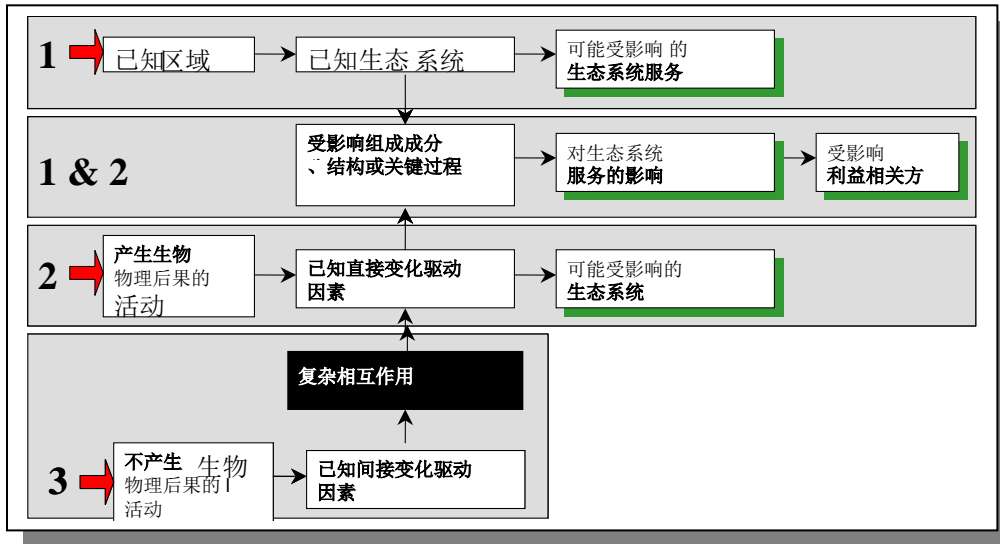 1
已知区域
已知生态 系统
可能受影响 的
生态系统服务
1 & 2
受影响组成成分
、结构或关键过程
对生态系统
服务的影响
受影响
利益相关方
2
产生生物
物理后果的
活动
已知直接变化驱动
因素
可能受影响的
生态系统
复杂相互作用
3
不产生 生物
物理后果的 l
活动
已知间接变化驱动
因素